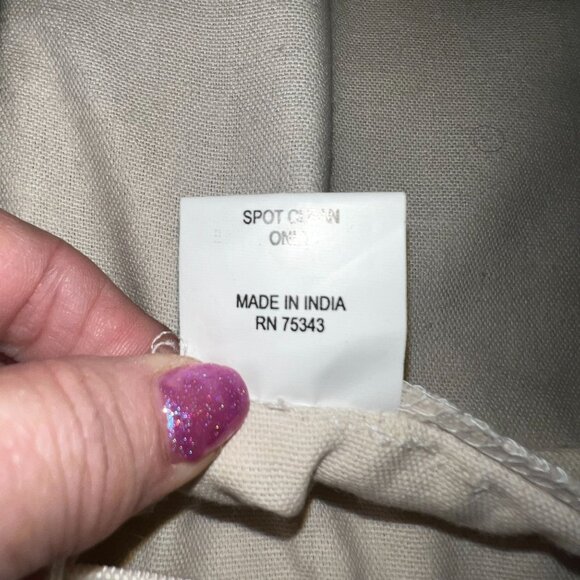 SPOT CLEAN
ONLY
MADE IN INDIA
RN 75343